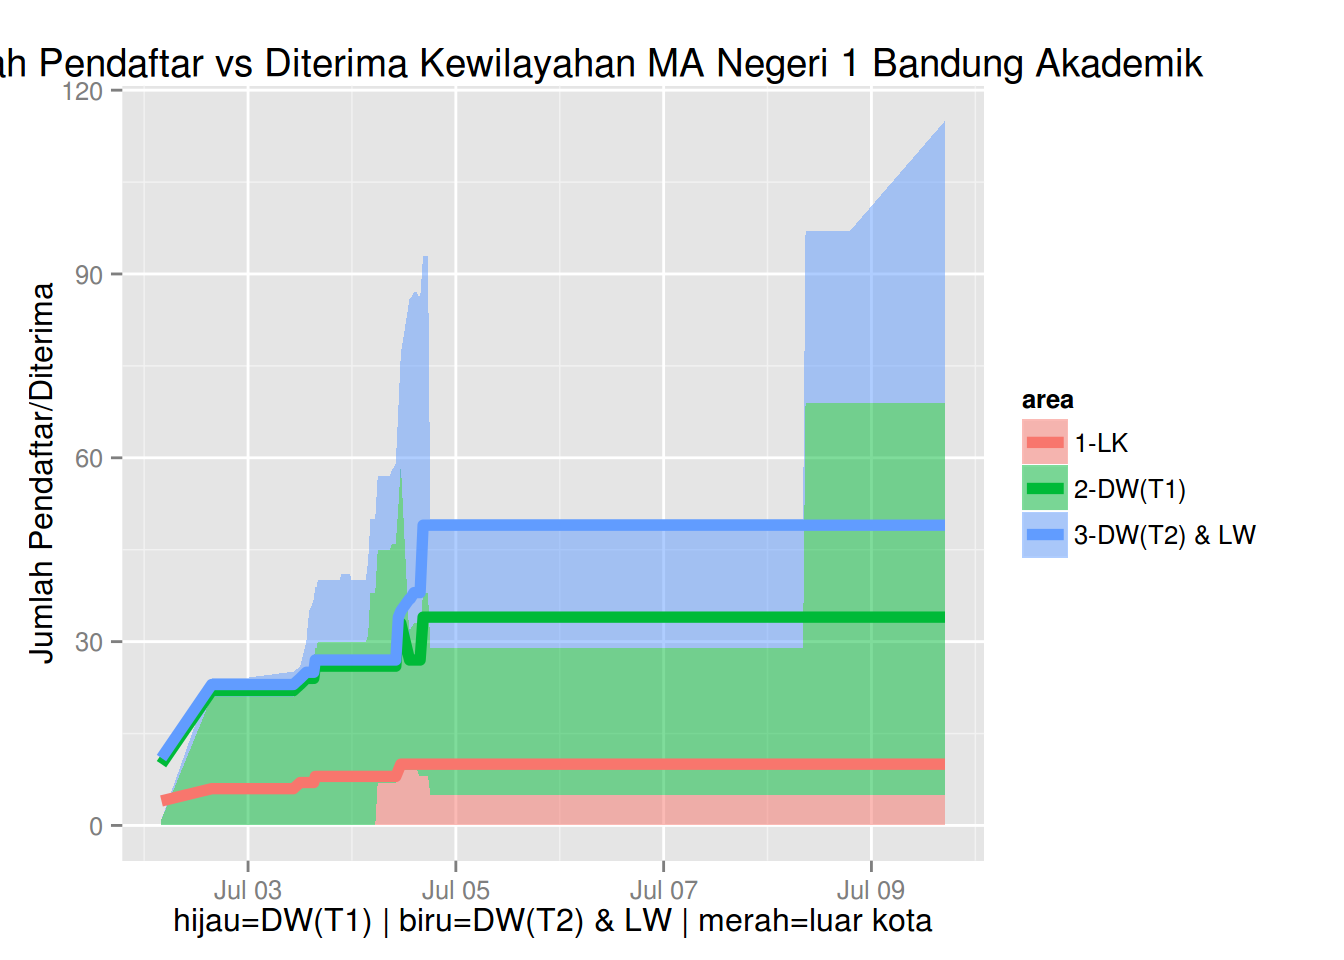 Pendaftar vs Diterima Kewilayahan MA Negeri 1 Bandung Akademik
120
90
60
30
0
Jumlah Pendaftar/Diterima
Jul 03
Jul 05
Jul 07
Jul 09
hijau=DW(T1) | biru=DW(T2) & LW | merah=luar kota
area
1-LK
2-DW(T1)
3-DW(T2) & LW